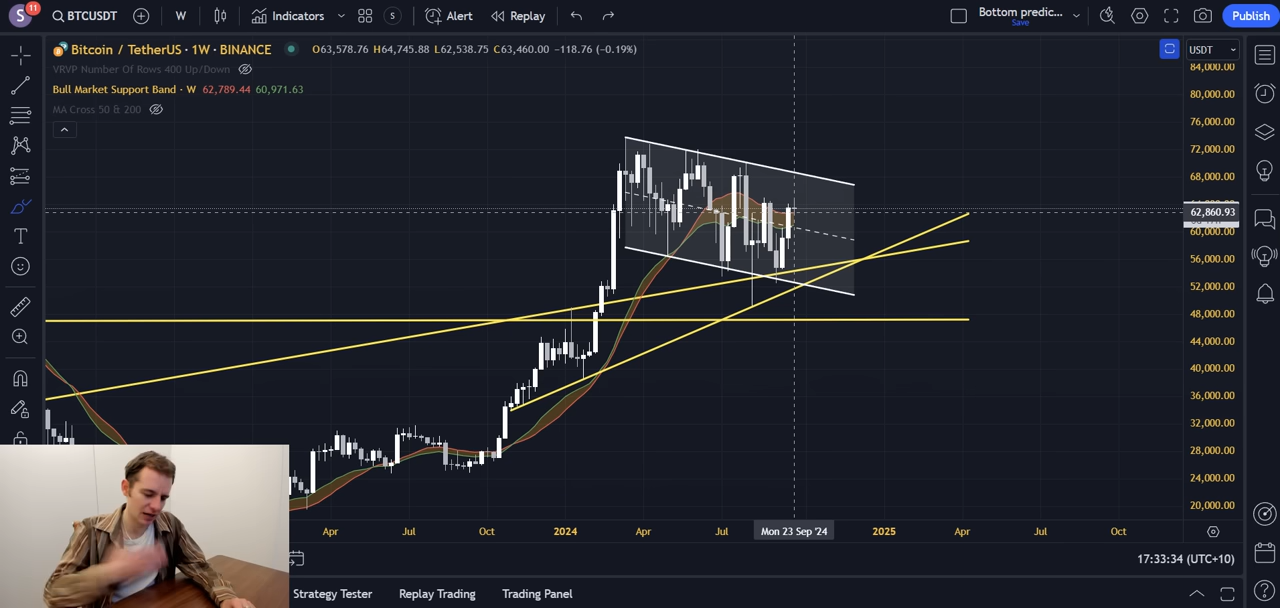 S 11 BTCUSDT W Indicators S Alert Replay Bottom predic... Save Publish
Bitcoin / TetherUS · 1W · BINANCE O63,578.76 H64,745.88 L62,538.75 C63,460.00 -118.76 (-0.19%) USDT
VRVP Number Of Rows 400 Up/Down
Bull Market Support Band · W 62,789.44 60,971.63
MA Cross 50 & 200
84,000.00
80,000.00
76,000.00
72,000.00
68,000.00
62,860.93
60,000.00
56,000.00
52,000.00
48,000.00
44,000.00
40,000.00
36,000.00
32,000.00
28,000.00
24,000.00
20,000.00
Apr Jul Oct 2024 Apr Jul Mon 23 Sep '24 2025 Apr Jul Oct
17:33:34 (UTC+10)
Strategy Tester Replay Trading Trading Panel